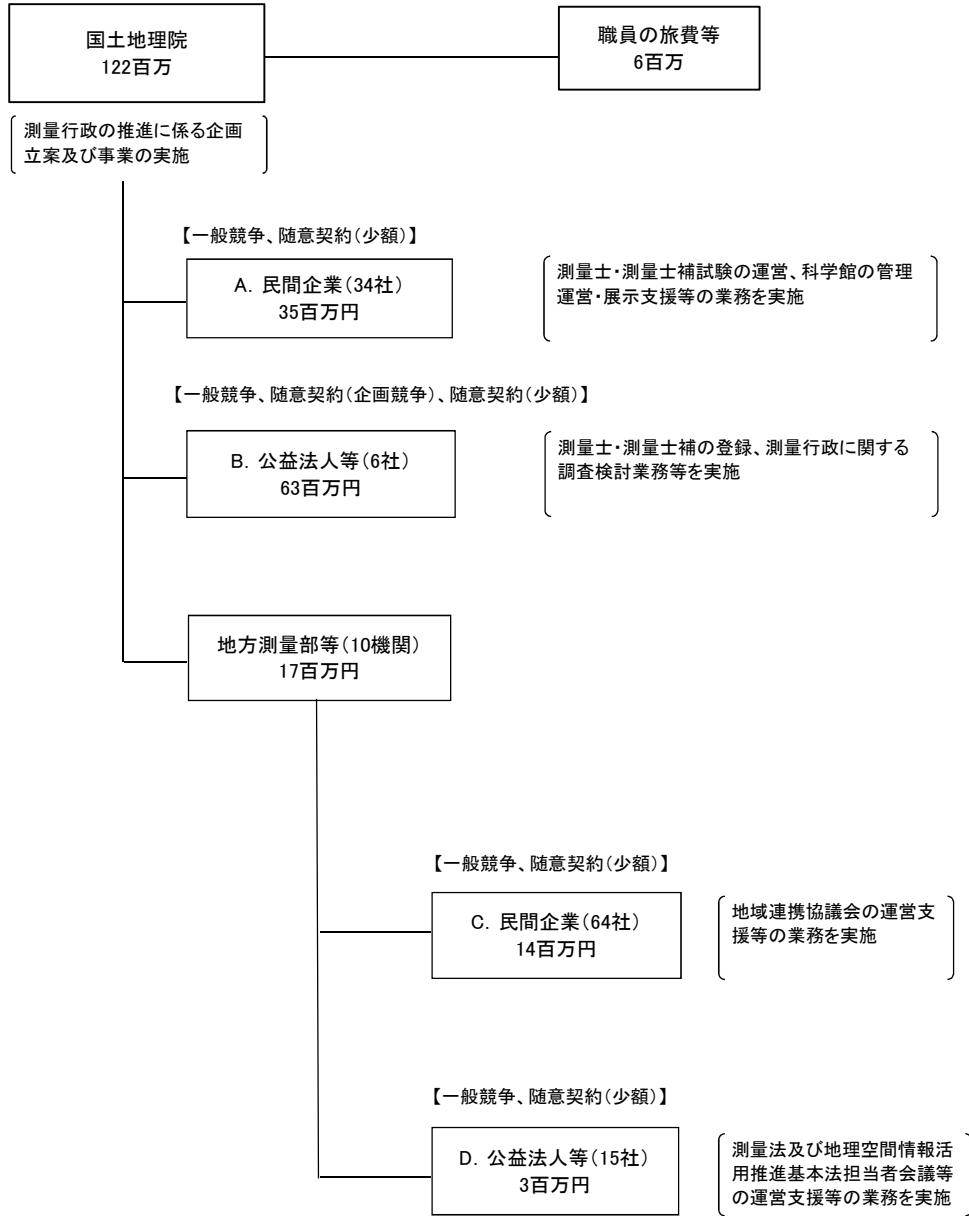 国土地理院
122百万
職員の旅費等
6百万
測量行政の推進に係る企画
立案及び事業の実施
【一般競争、随意契約(少額)】
A. 民間企業(34社)
35百万円
測量士・測量士補試験の運営、科学館の管理
運営・展示支援等の業務を実施
【一般競争、随意契約(企画競争)、随意契約(少額)】
B. 公益法人等(6社)
63百万円
測量士・測量士補の登録、測量行政に関する
調査検討業務等を実施
地方測量部等(10機関)
17百万円
【一般競争、随意契約(少額)】
C. 民間企業(64社)
14百万円
地域連携協議会の運営支
援等の業務を実施
【一般競争、随意契約(少額)】
D. 公益法人等(15社)
3百万円
測量法及び地理空間情報活
用推進基本法担当者会議等
の運営支援等の業務を実施